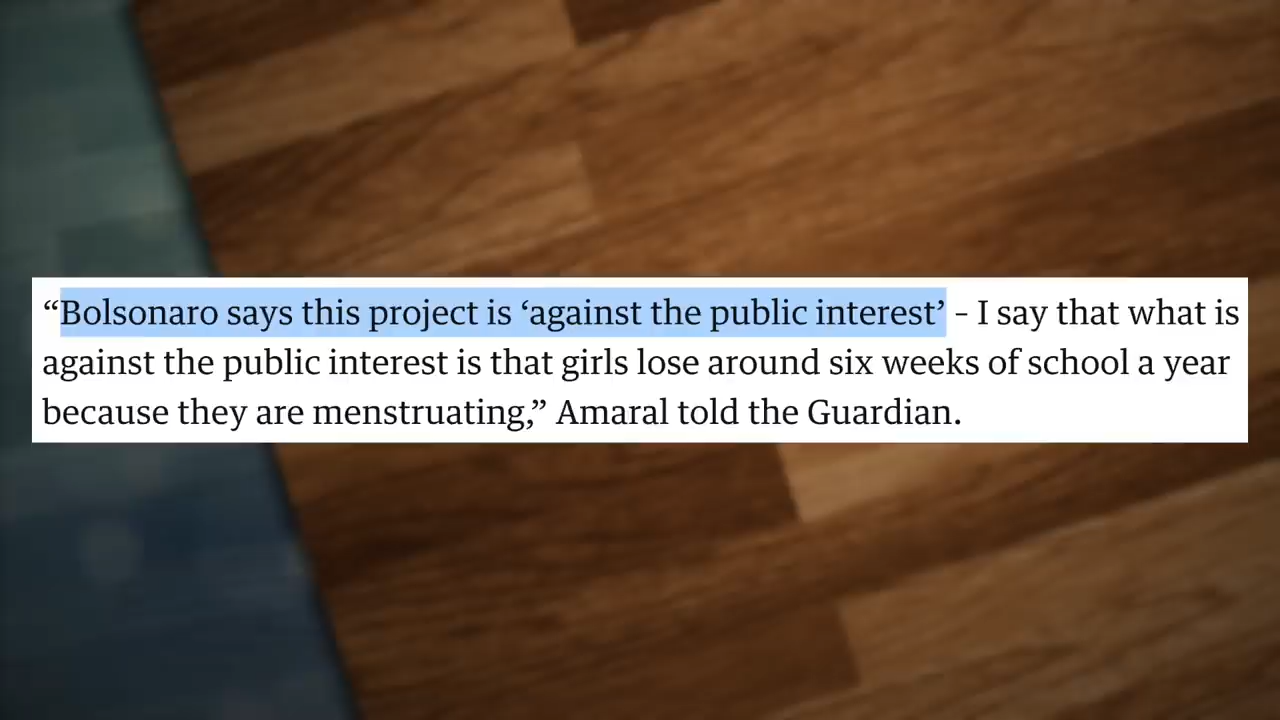 “Bolsonaro says this project is ‘against the public interest’ – I say that what is
against the public interest is that girls lose around six weeks of school a year
because they are menstruating,” Amaral told the Guardian.